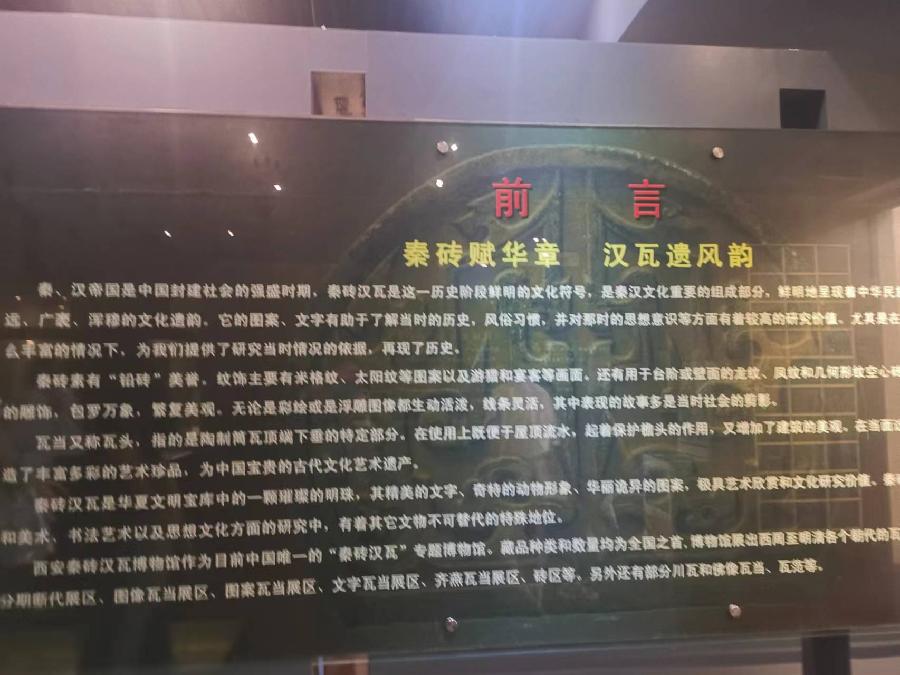 前 言
秦砖赋华章 汉瓦遗风韵
秦、汉帝国是中国封建社会的强盛时期，秦砖汉瓦是这一历史阶段鲜明的文化符号，是秦汉文化重要的组成部分，鲜明地呈现着中华民族
远、广袤、浑穆的文化遗韵。它的图案、文字有助于了解当时的历史，风俗习惯，并对那时的思想意识等方面有着较高的研究价值、尤其是在
么丰富的情况下，为我们提供了研究当时情况的依据，再现了历史。
秦砖素有“铅砖”美誉。纹饰主要有米格纹、太阳纹等图案以及游猎和宴客等画面。还有用于台阶或壁面的龙纹、凤纹和几何形纹空心砖
的雕饰，包罗万象，繁复美观。无论是彩绘或是浮雕图像都生动活泼，线条灵活，其中表现的故事多是当时社会的剪影。
瓦当又称瓦头，指的是陶制筒瓦顶端下垂的特定部分。在使用上既便于屋顶流水，起着保护檐头的作用，又增加了建筑的美观。在当面
造了丰富多彩的艺术珍品，为中国宝贵的古代文化艺术遗产。
秦砖汉瓦是华夏文明宝库中的一颗璀璨的明珠，其精美的文字、奇特的动物形象、华丽诡异的图案，极具艺术欣赏和文化研究价值、秦
和美术、书法艺术以及思想文化方面的研究中，有着其它文物不可替代的特殊地位。
西安秦砖汉瓦博物馆作为目前中国唯一的“秦砖汉瓦”专题博物馆。藏品种类和数量均为全国之首，博物馆展出西周至明清各个朝代的瓦
分期断代展区、图像瓦当展区、图案瓦当展区、文字瓦当展区、齐燕瓦当展区、砖区等。另外还有部分川瓦和佛像瓦当、瓦范等。